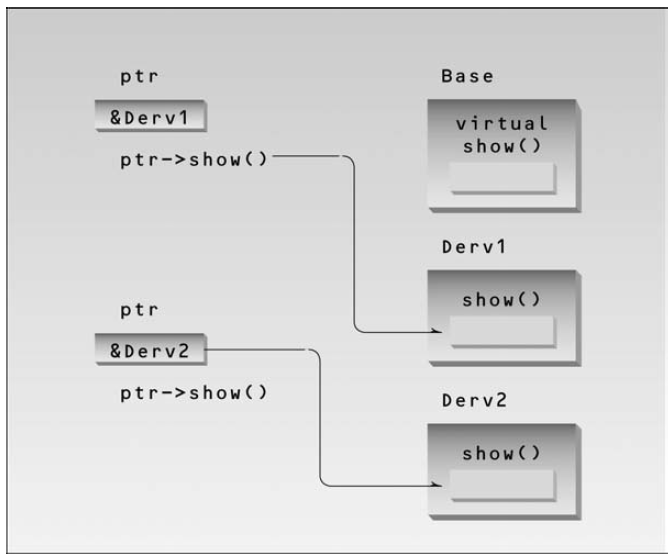 ptr
&Derv1
ptr->show()
ptr
&Derv2
ptr->show()
Base
virtual
show()
Derv1
show()
Derv2
show()